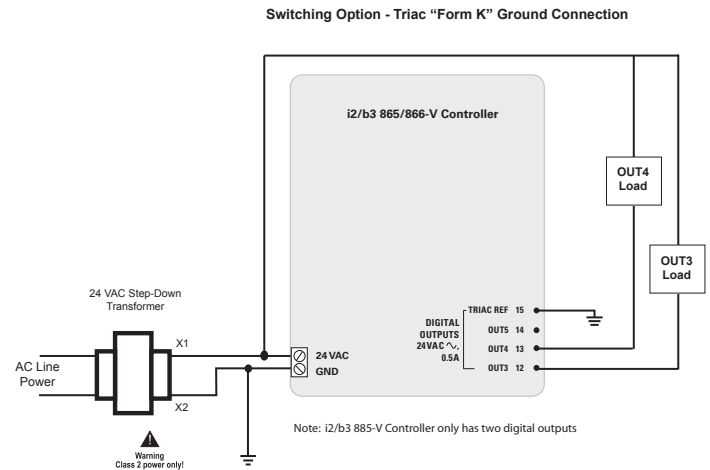 Switching Option - Triac “Form K” Ground Connection
i2/b3 865/866-V Controller
OUT4
Load
OUT3
Load
24 VAC Step-Down
Transformer
TRIAC REF 15
DIGITAL
OUTPUTS
24VAC ∿,
0.5A
OUT5 14
OUT4 13
OUT3 12
X1
24 VAC
GND
AC Line
Power
X2
Note: i2/b3 885-V Controller only has two digital outputs
Warning
Class 2 power only!